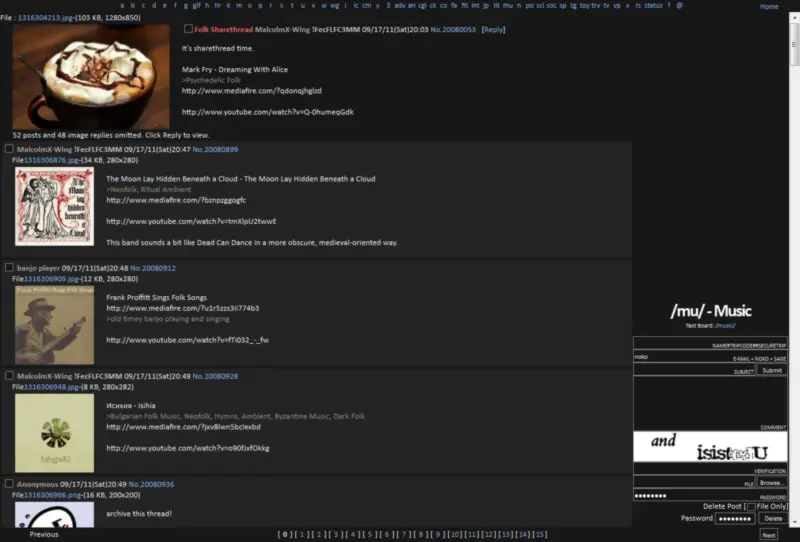 a b c d e f g gif h hr k m o p r s t u v w wg i ic cm y 3 adv an cgl ck co fa fit int jp lit mu n po sci soc sp tg toy trv tv vp x rs status ? @
Home
File : 1316304213.jpg-(103 KB, 1280x850)
Folk Sharethread MalcolmX-Wing !FecFLFC3MM 09/17/11(Sat)20:03 No.20080053 [Reply]
It's sharethread time.
Mark Fry - Dreaming With Alice
>Psychedelic Folk
http://www.mediafire.com/?qdonqjhglzd
http://www.youtube.com/watch?v=Q-0humeqGdk
52 posts and 48 image replies omitted. Click Reply to view.
MalcolmX-Wing !FecFLFC3MM 09/17/11(Sat)20:47 No.20080899
File1316306876.jpg-(34 KB, 280x280)
The Moon Lay Hidden Beneath a Cloud - The Moon Lay Hidden Beneath a Cloud
>Neofolk, Ritual Ambient
http://www.mediafire.com/?bznpzggogfc
http://www.youtube.com/watch?v=tmXlpU2twwE
This band sounds a bit like Dead Can Dance in a more obscure, medieval-oriented way.
banjo player 09/17/11(Sat)20:48 No.20080912
File1316306909.jpg-(12 KB, 280x280)
Frank Proffitt Sings Folk Songs
Frank Proffitt Sings Folk Songs
http://www.mediafire.com/?u1r5zzs3ii774b3
>old timey banjo playing and singing
http://www.youtube.com/watch?v=fTi032_-_fw
/mu/ - Music
Text Board: /music/
NAME#TRIPCODE##SECURETRIP
noko
E-MAIL + NOKO + SAGE
SUBJECT
Submit
MalcolmX-Wing !FecFLFC3MM 09/17/11(Sat)20:49 No.20080928
File1316306948.jpg-(8 KB, 280x282)
Исихия - Isihia
>Bulgarian Folk Music, Neofolk, Hymns, Ambient, Byzantine Music, Dark Folk
http://www.mediafire.com/?jxv8iwn5bclexbd
http://www.youtube.com/watch?v=o90fJxfOkkg
COMMENT
and
VERIFICATION
FILE
Browse...
PASSWORD
Anonymous 09/17/11(Sat)20:49 No.20080936
File1316306966.png-(16 KB, 200x200)
archive this thread!
Delete Post [File Only]
Password
Delete
Previous
[ 0 ] [ 1 ] [ 2 ] [ 3 ] [ 4 ] [ 5 ] [ 6 ] [ 7 ] [ 8 ] [ 9 ] [10] [11] [12] [13] [14] [15]
Next